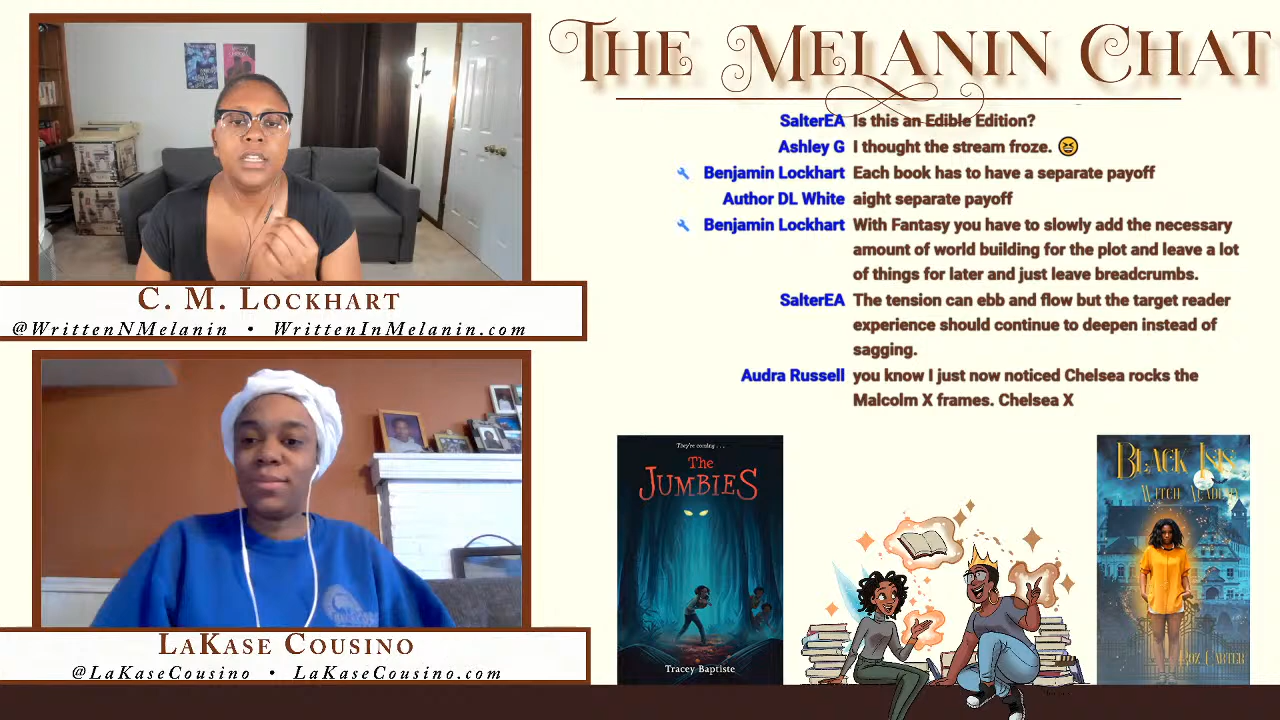 THE MELANIN CHAT
C. M. LOCKHART
@WRITTENNMELANIN • WRITTENINMELANIN.COM
LAKASE COUSINO
@LAKASECOUSINO • LAKASECOUSINO.COM
SalterEA Is this an Edible Edition?
Ashley G I thought the stream froze. 😆
Benjamin Lockhart Each book has to have a separate payoff
Author DL White aight separate payoff
Benjamin Lockhart With Fantasy you have to slowly add the necessary
amount of world building for the plot and leave a lot
of things for later and just leave breadcrumbs.
SalterEA The tension can ebb and flow but the target reader
experience should continue to deepen instead of
sagging.
Audra Russell you know I just now noticed Chelsea rocks the
Malcolm X frames. Chelsea X
They're coming . . .
The
JUMBIES
Tracey Baptiste
BLACK ISIS
WITCH ACADEMY
ROZ CARTER